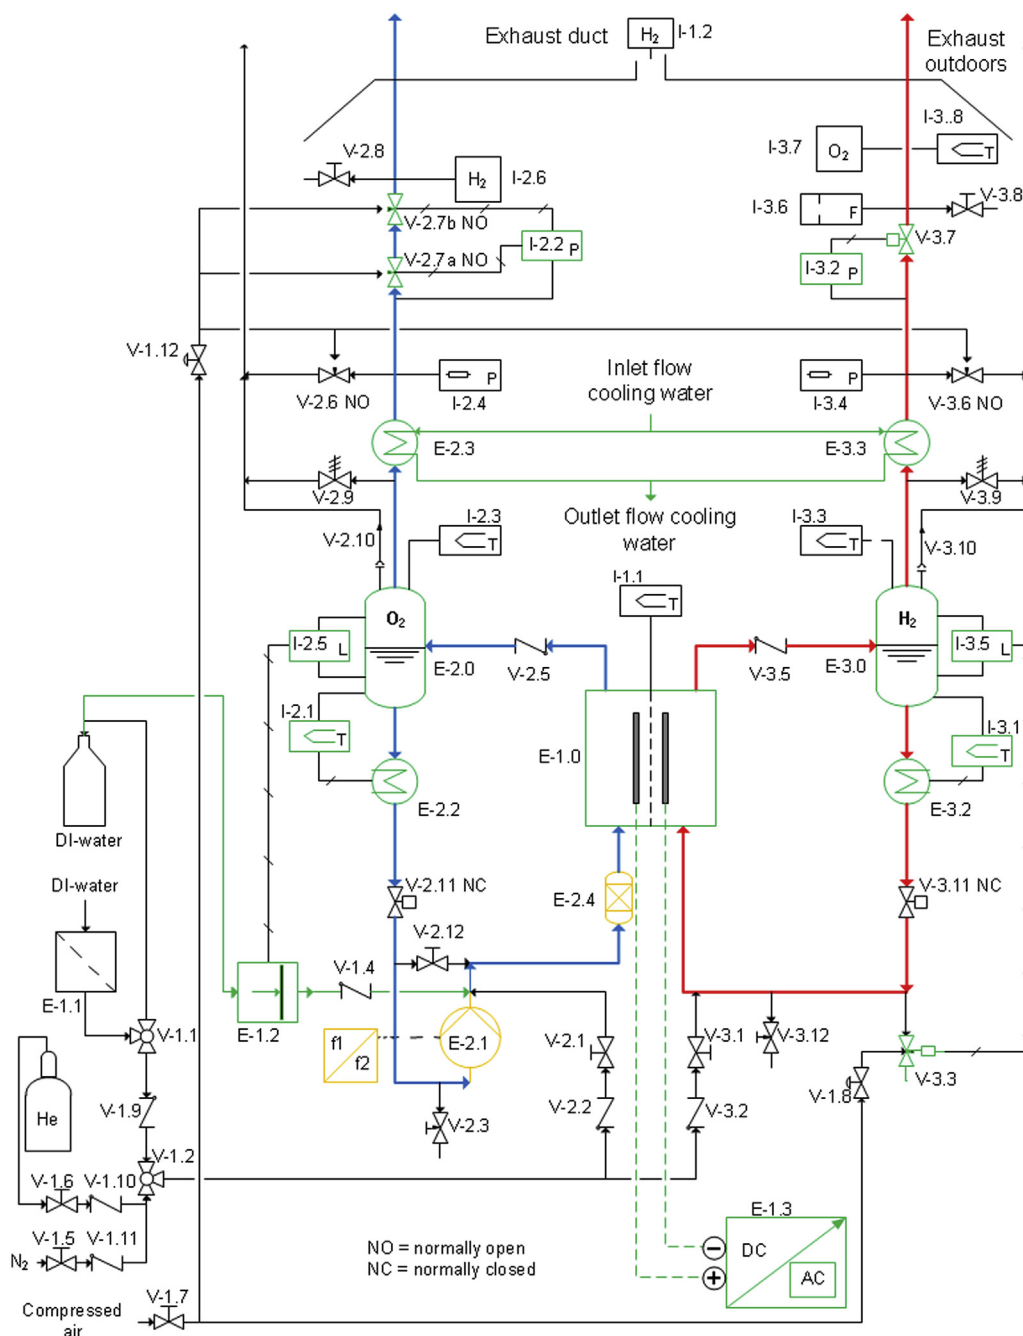 Exhaust duct
H2
I-1.2
Exhaust
outdoors
I-3..8
I-3.7
O2
T
V-2.8
H2
I-2.6
I-3.6
F
V-3.8
V-2.7b NO
I-2.2 P
V-3.7
V-2.7a NO
I-3.2 P
V-1.12
Inlet flow
cooling water
P
P
V-2.6 NO
I-2.4
I-3.4
V-3.6 NO
E-2.3
E-3.3
V-2.9
V-3.9
Outlet flow cooling
water
I-2.3
I-3.3
V-2.10
T
T
V-3.10
I-1.1
T
O2
H2
I-2.5
L
I-3.5
L
E-2.0
V-2.5
V-3.5
E-3.0
I-2.1
T
I-3.1
T
E-1.0
E-2.2
E-3.2
DI-water
DI-water
V-2.11 NC
E-2.4
V-3.11 NC
V-2.12
V-1.4
E-1.1
E-1.2
V-1.1
f1
f2
E-2.1
V-2.1
V-3.1
V-3.12
V-3.3
V-1.8
He
V-1.9
V-2.3
V-2.2
V-3.2
V-1.2
V-1.6
V-1.10
V-1.5
V-1.11
N2
NO = normally open
NC = normally closed
E-1.3
DC
AC
−
+
V-1.7
Compressed
air